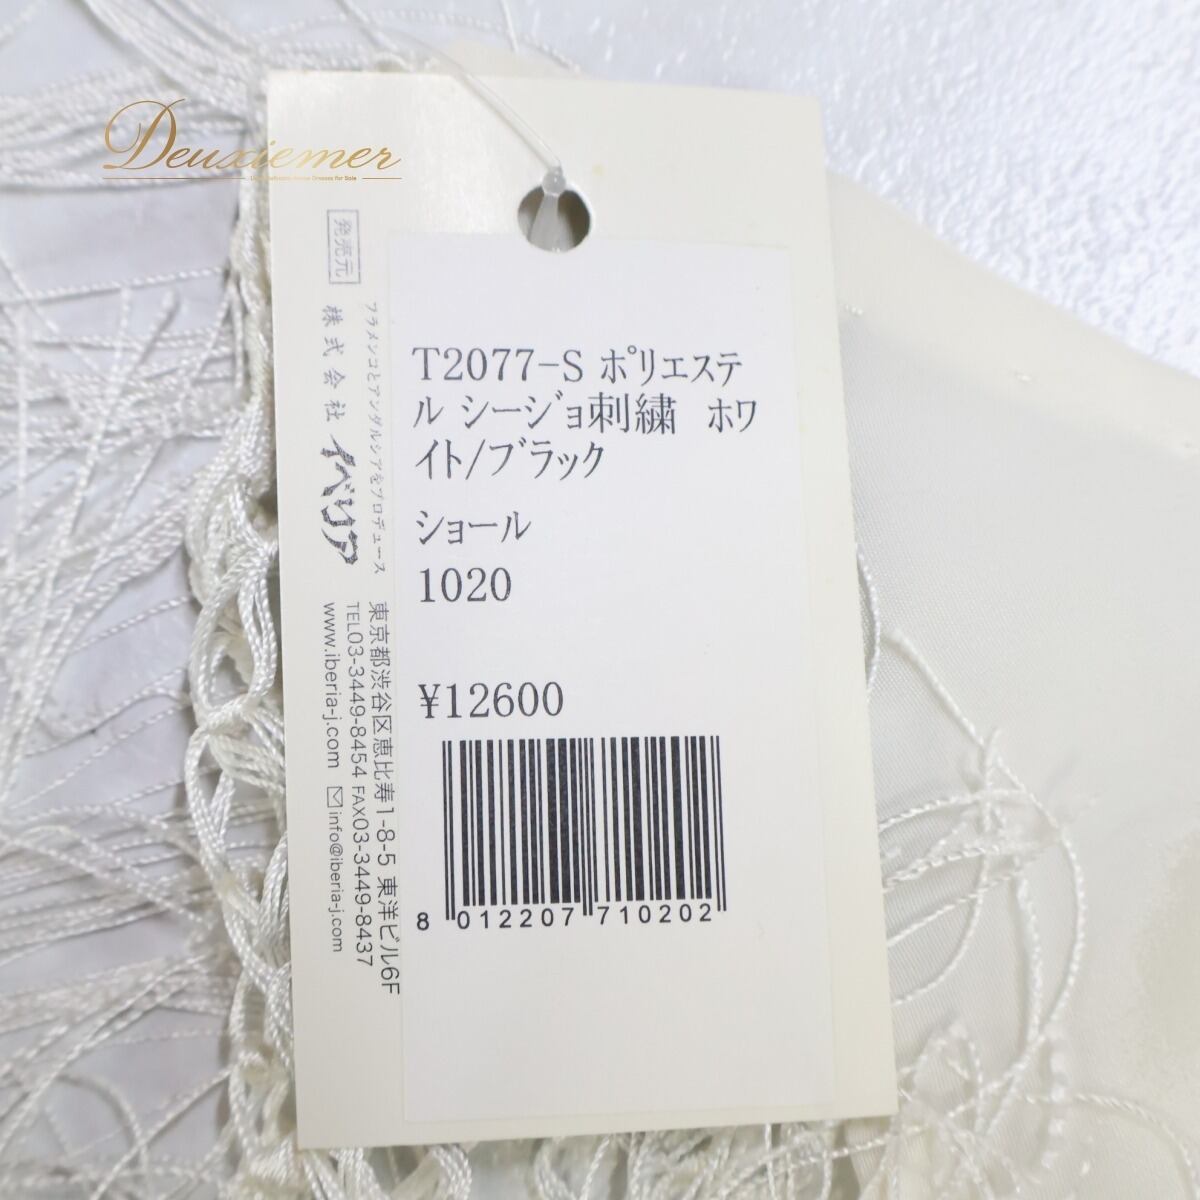 Deuxiemer
発売元
フラメンコとアンダルシアをプロデュース
株式会社 イベリア
東京都渋谷区恵比寿1-8-5 東洋ビル6F
TEL03-3449-8454 FAX03-3449-8437
www.iberia-j.com info@iberia-j.com
T2077-S ポリエステ
ル シージョ刺繍 ホワ
イト/ブラック
ショール
1020
¥12600
8 012207 710202